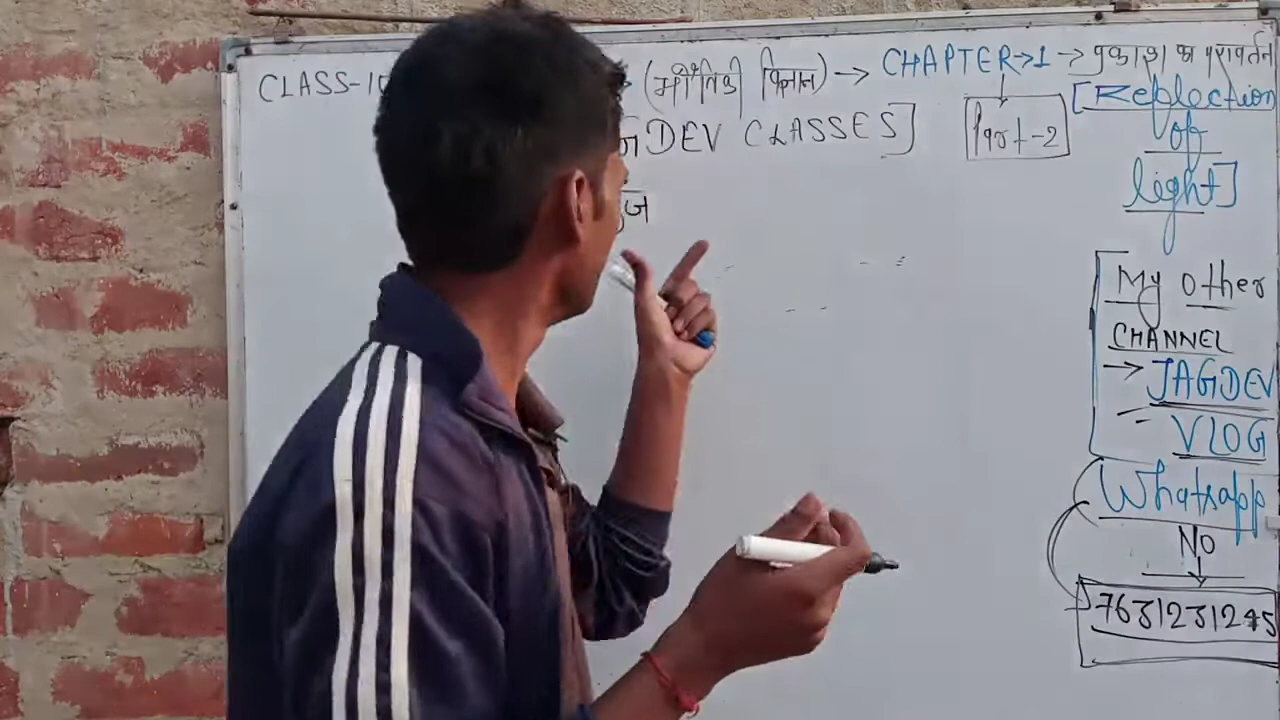 CLASS-10 (भौतिकी विज्ञान) → CHAPTER→1 → प्रकाश का परावर्तन
DEV CLASSES]
Part-2
[Reflection
of
light]
My Other
CHANNEL
→ JAGDEV
VLOG
Whatsapp
No
7631231245